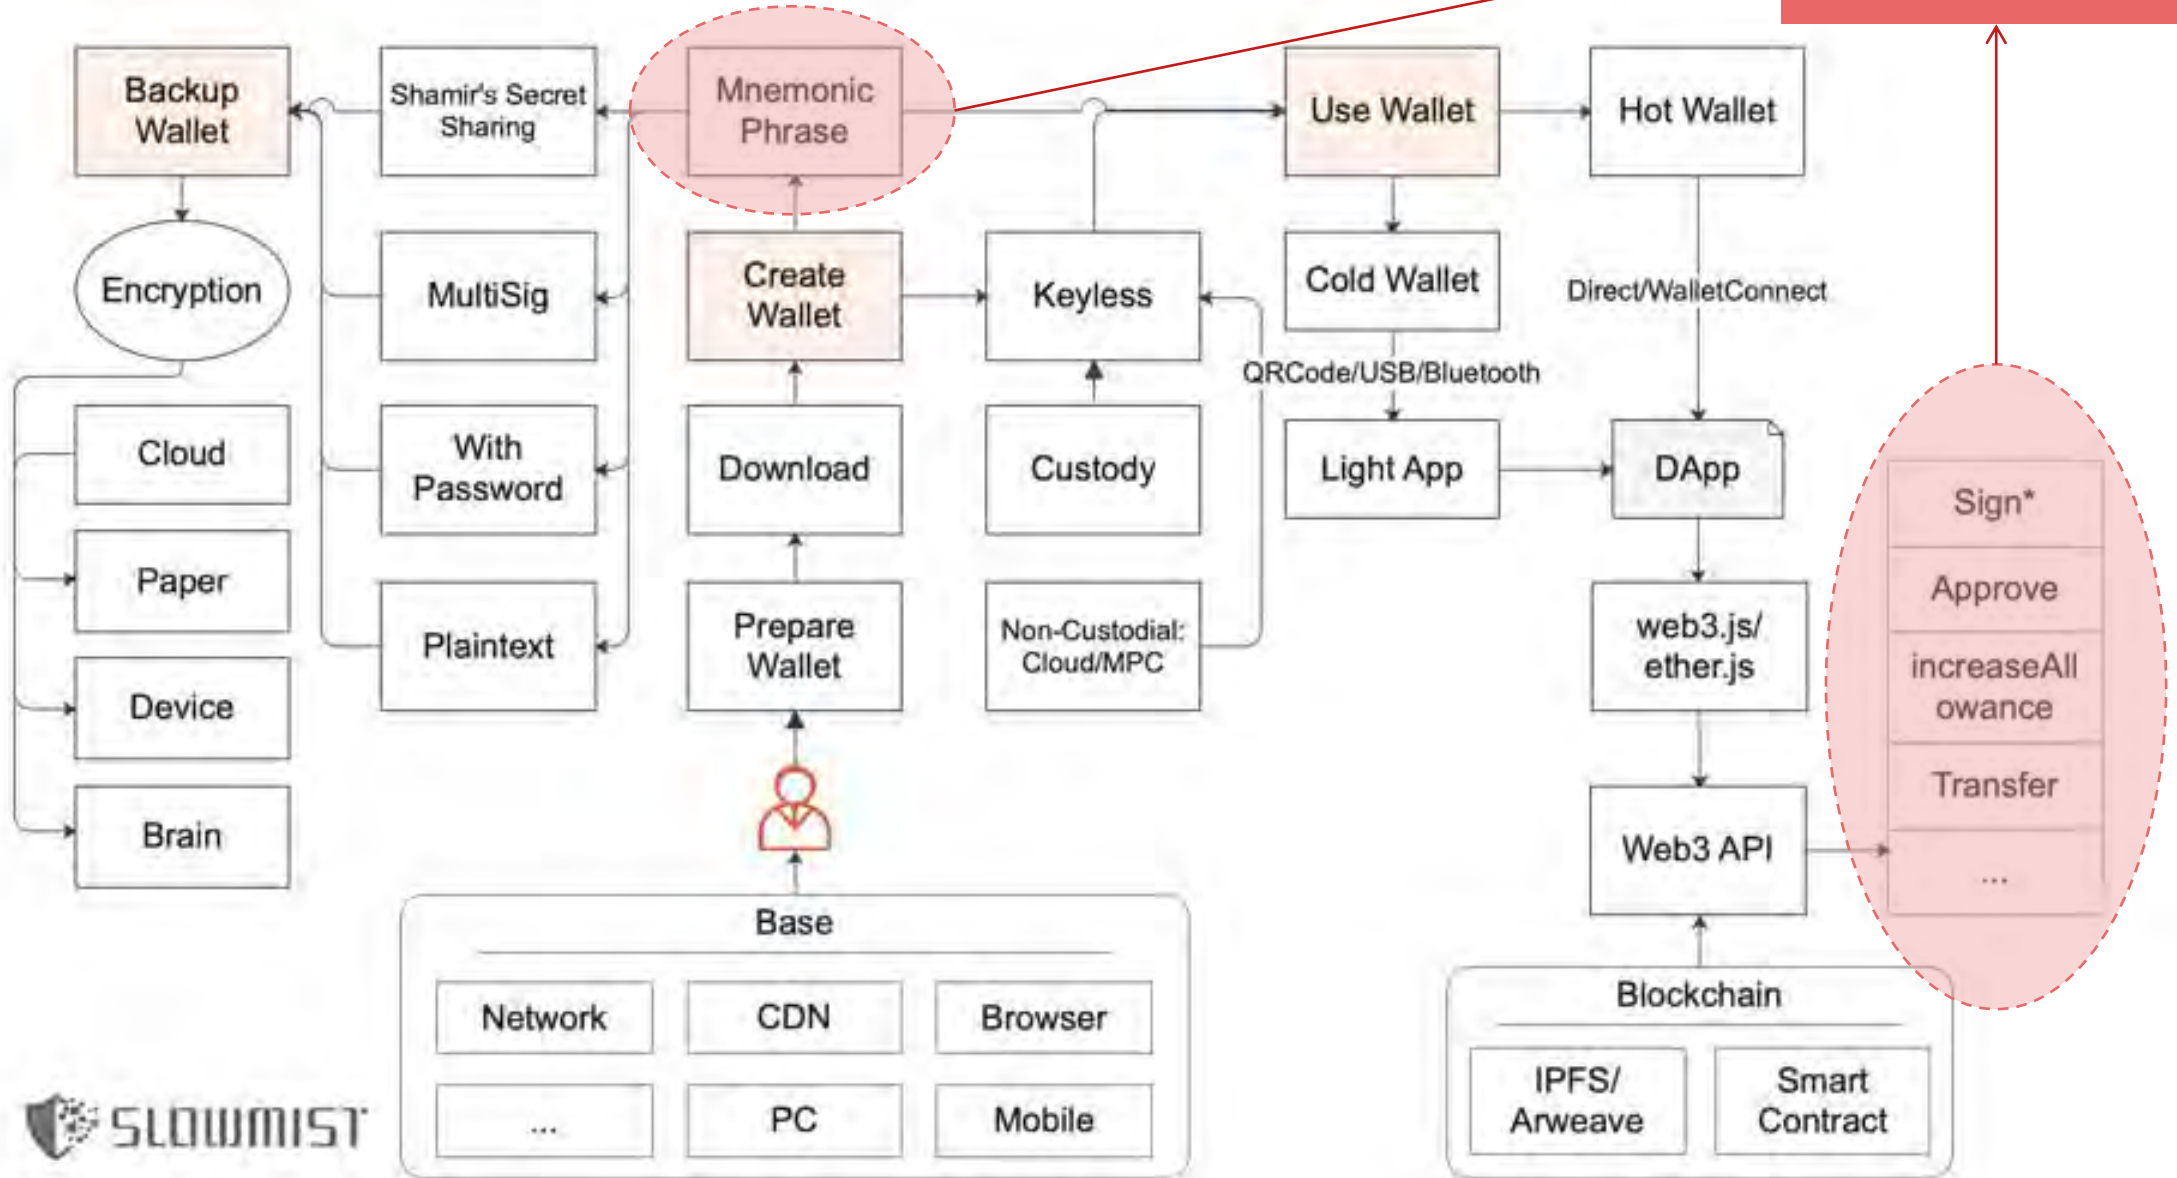 Backup
Wallet
Shamir's Secret
Sharing
Mnemonic
Phrase
Use Wallet
Hot Wallet
Encryption
MultiSig
Create
Wallet
Keyless
Cold Wallet
Direct/WalletConnect
QRCode/USB/Bluetooth
Cloud
With
Password
Download
Custody
Light App
DApp
Sign*
Paper
Plaintext
Prepare
Wallet
Non-Custodial:
Cloud/MPC
web3.js/
ether.js
Approve
increaseAll
owance
Device
Transfer
Brain
Web3 API
...
Base
Network
CDN
Browser
...
PC
Mobile
Blockchain
IPFS/
Arweave
Smart
Contract
SLOWMIST